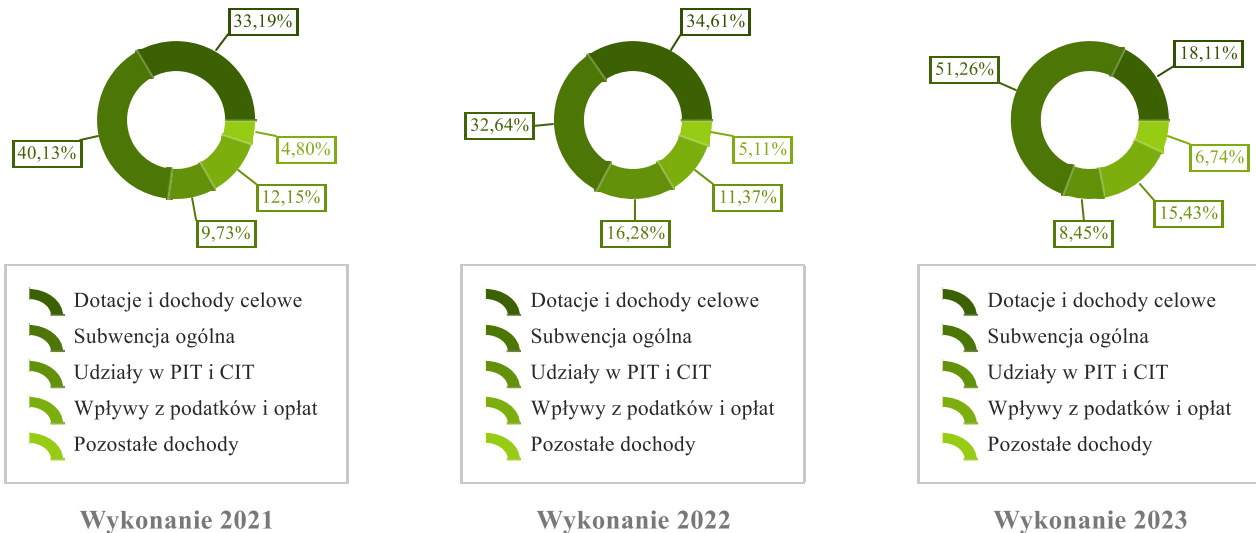 33,19%
40,13%
4,80%
12,15%
9,73%
Dotacje i dochody celowe
Subwencja ogólna
Udziały w PIT i CIT
Wpływy z podatków i opłat
Pozostałe dochody
Wykonanie 2021
34,61%
32,64%
5,11%
11,37%
16,28%
Dotacje i dochody celowe
Subwencja ogólna
Udziały w PIT i CIT
Wpływy z podatków i opłat
Pozostałe dochody
Wykonanie 2022
18,11%
51,26%
6,74%
15,43%
8,45%
Dotacje i dochody celowe
Subwencja ogólna
Udziały w PIT i CIT
Wpływy z podatków i opłat
Pozostałe dochody
Wykonanie 2023